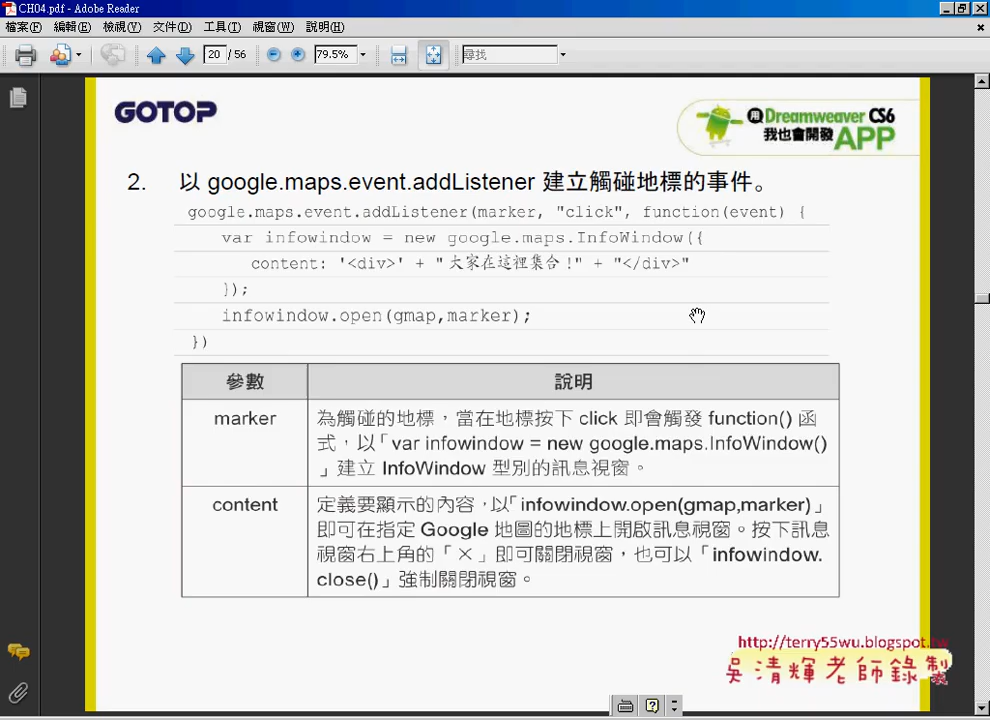 CH04.pdf - Adobe Reader
檔案(F) 編輯(E) 檢視(V) 文件(D) 工具(T) 視窗(W) 說明(H)
20 / 56 79.5% 尋找
GOTOP
用 Dreamweaver CS6
我也會開發 APP
2. 以 google.maps.event.addListener 建立觸碰地標的事件。
google.maps.event.addListener(marker, "click", function(event) {
var infowindow = new google.maps.InfoWindow({
content: '<div>' + "大家在這裡集合!" + "</div>"
});
infowindow.open(gmap,marker);
})
參數 說明
marker 為觸碰的地標，當在地標按下 click 即會觸發 function() 函
式，以「var infowindow = new google.maps.InfoWindow()
」建立 InfoWindow 型別的訊息視窗。
content 定義要顯示的內容，以「infowindow.open(gmap,marker)」
即可在指定 Google 地圖的地標上開啟訊息視窗。按下訊息
視窗右上角的「×」即可關閉視窗，也可以「infowindow.
close()」強制關閉視窗。
http://terry55wu.blogspot.tw
吳清輝老師錄製